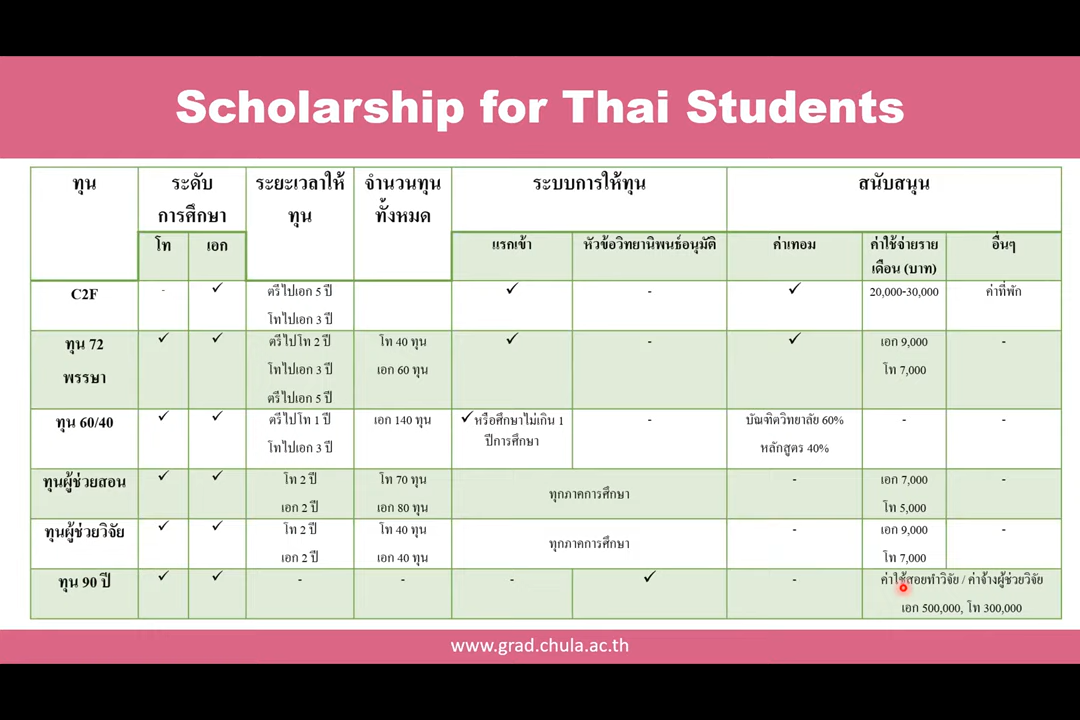 Scholarship for Thai Students
ทุน
ระดับ
การศึกษา
ระยะเวลาให้
ทุน
จำนวนทุน
ทั้งหมด
ระบบการให้ทุน
สนับสนุน
โท
เอก
แรกเข้า
หัวข้อวิทยานิพนธ์อนุมัติ
ค่าเทอม
ค่าใช้จ่ายราย
เดือน (บาท)
อื่นๆ
C2F
-
✓
ตรีไปเอก 5 ปี
โทไปเอก 3 ปี
✓
-
✓
20,000-30,000
ค่าที่พัก
ทุน 72
พรรษา
✓
✓
ตรีไปโท 2 ปี
โทไปเอก 3 ปี
ตรีไปเอก 5 ปี
โท 40 ทุน
เอก 60 ทุน
✓
-
✓
เอก 9,000
โท 7,000
-
ทุน 60/40
✓
✓
ตรีไปโท 1 ปี
โทไปเอก 3 ปี
เอก 140 ทุน
✓หรือศึกษาไม่เกิน 1
ปีการศึกษา
-
บัณฑิตวิทยาลัย 60%
หลักสูตร 40%
-
-
ทุนผู้ช่วยสอน
✓
✓
โท 2 ปี
เอก 2 ปี
โท 70 ทุน
เอก 80 ทุน
ทุกภาคการศึกษา
-
เอก 7,000
โท 5,000
-
ทุนผู้ช่วยวิจัย
✓
✓
โท 2 ปี
เอก 2 ปี
โท 40 ทุน
เอก 40 ทุน
ทุกภาคการศึกษา
-
เอก 9,000
โท 7,000
-
ทุน 90 ปี
✓
✓
-
-
-
✓
-
ค่าใช้สอยทำวิจัย / ค่าจ้างผู้ช่วยวิจัย
เอก 500,000, โท 300,000
www.grad.chula.ac.th